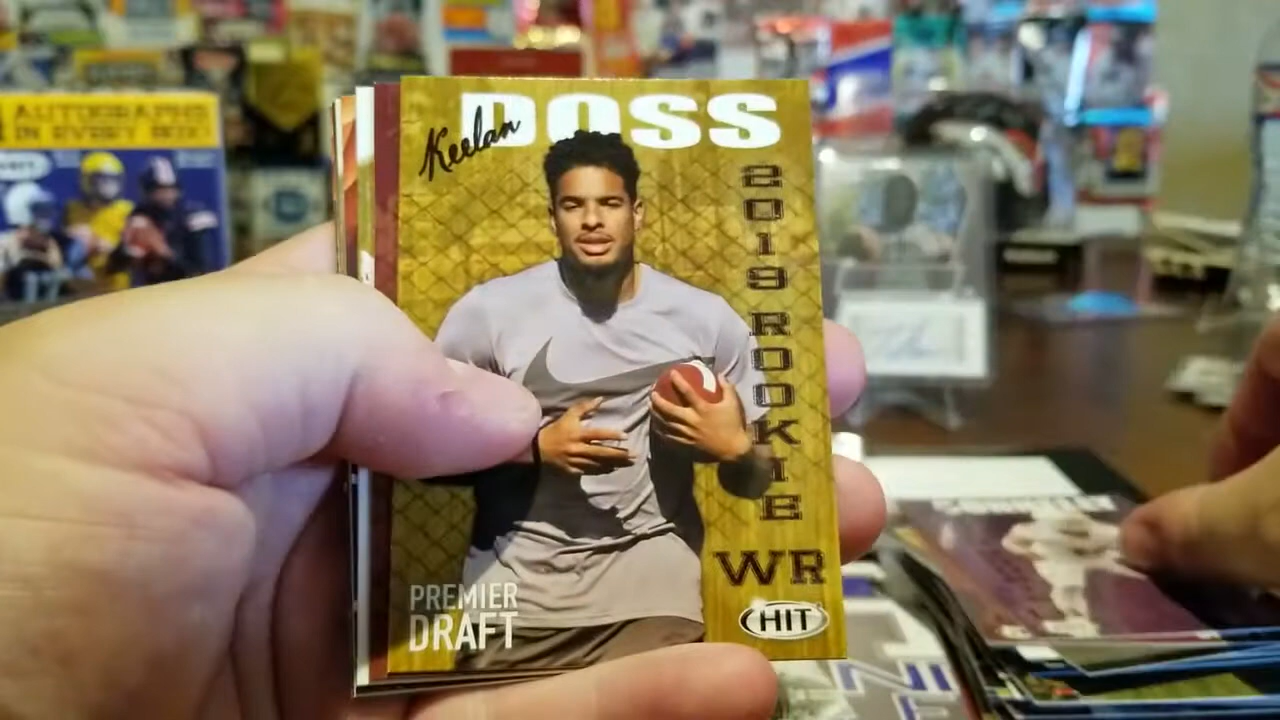 AUTOGRAPHS
IN EVERY BOX!
Keelan
DOSS
2019 ROOKIE
WR
PREMIER
DRAFT
HIT